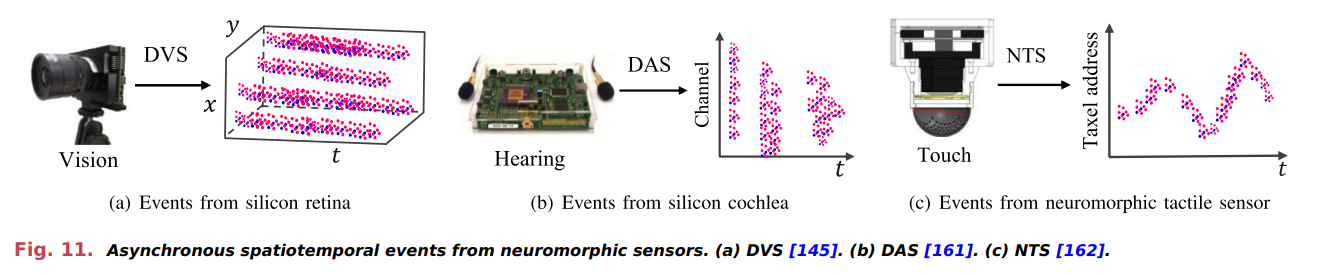 y
DVS
x
t
Vision
(a) Events from silicon retina
DAS
Channel
t
Hearing
(b) Events from silicon cochlea
NTS
Taxel address
t
Touch
(c) Events from neuromorphic tactile sensor
Fig. 11. Asynchronous spatiotemporal events from neuromorphic sensors. (a) DVS [145]. (b) DAS [161]. (c) NTS [162].